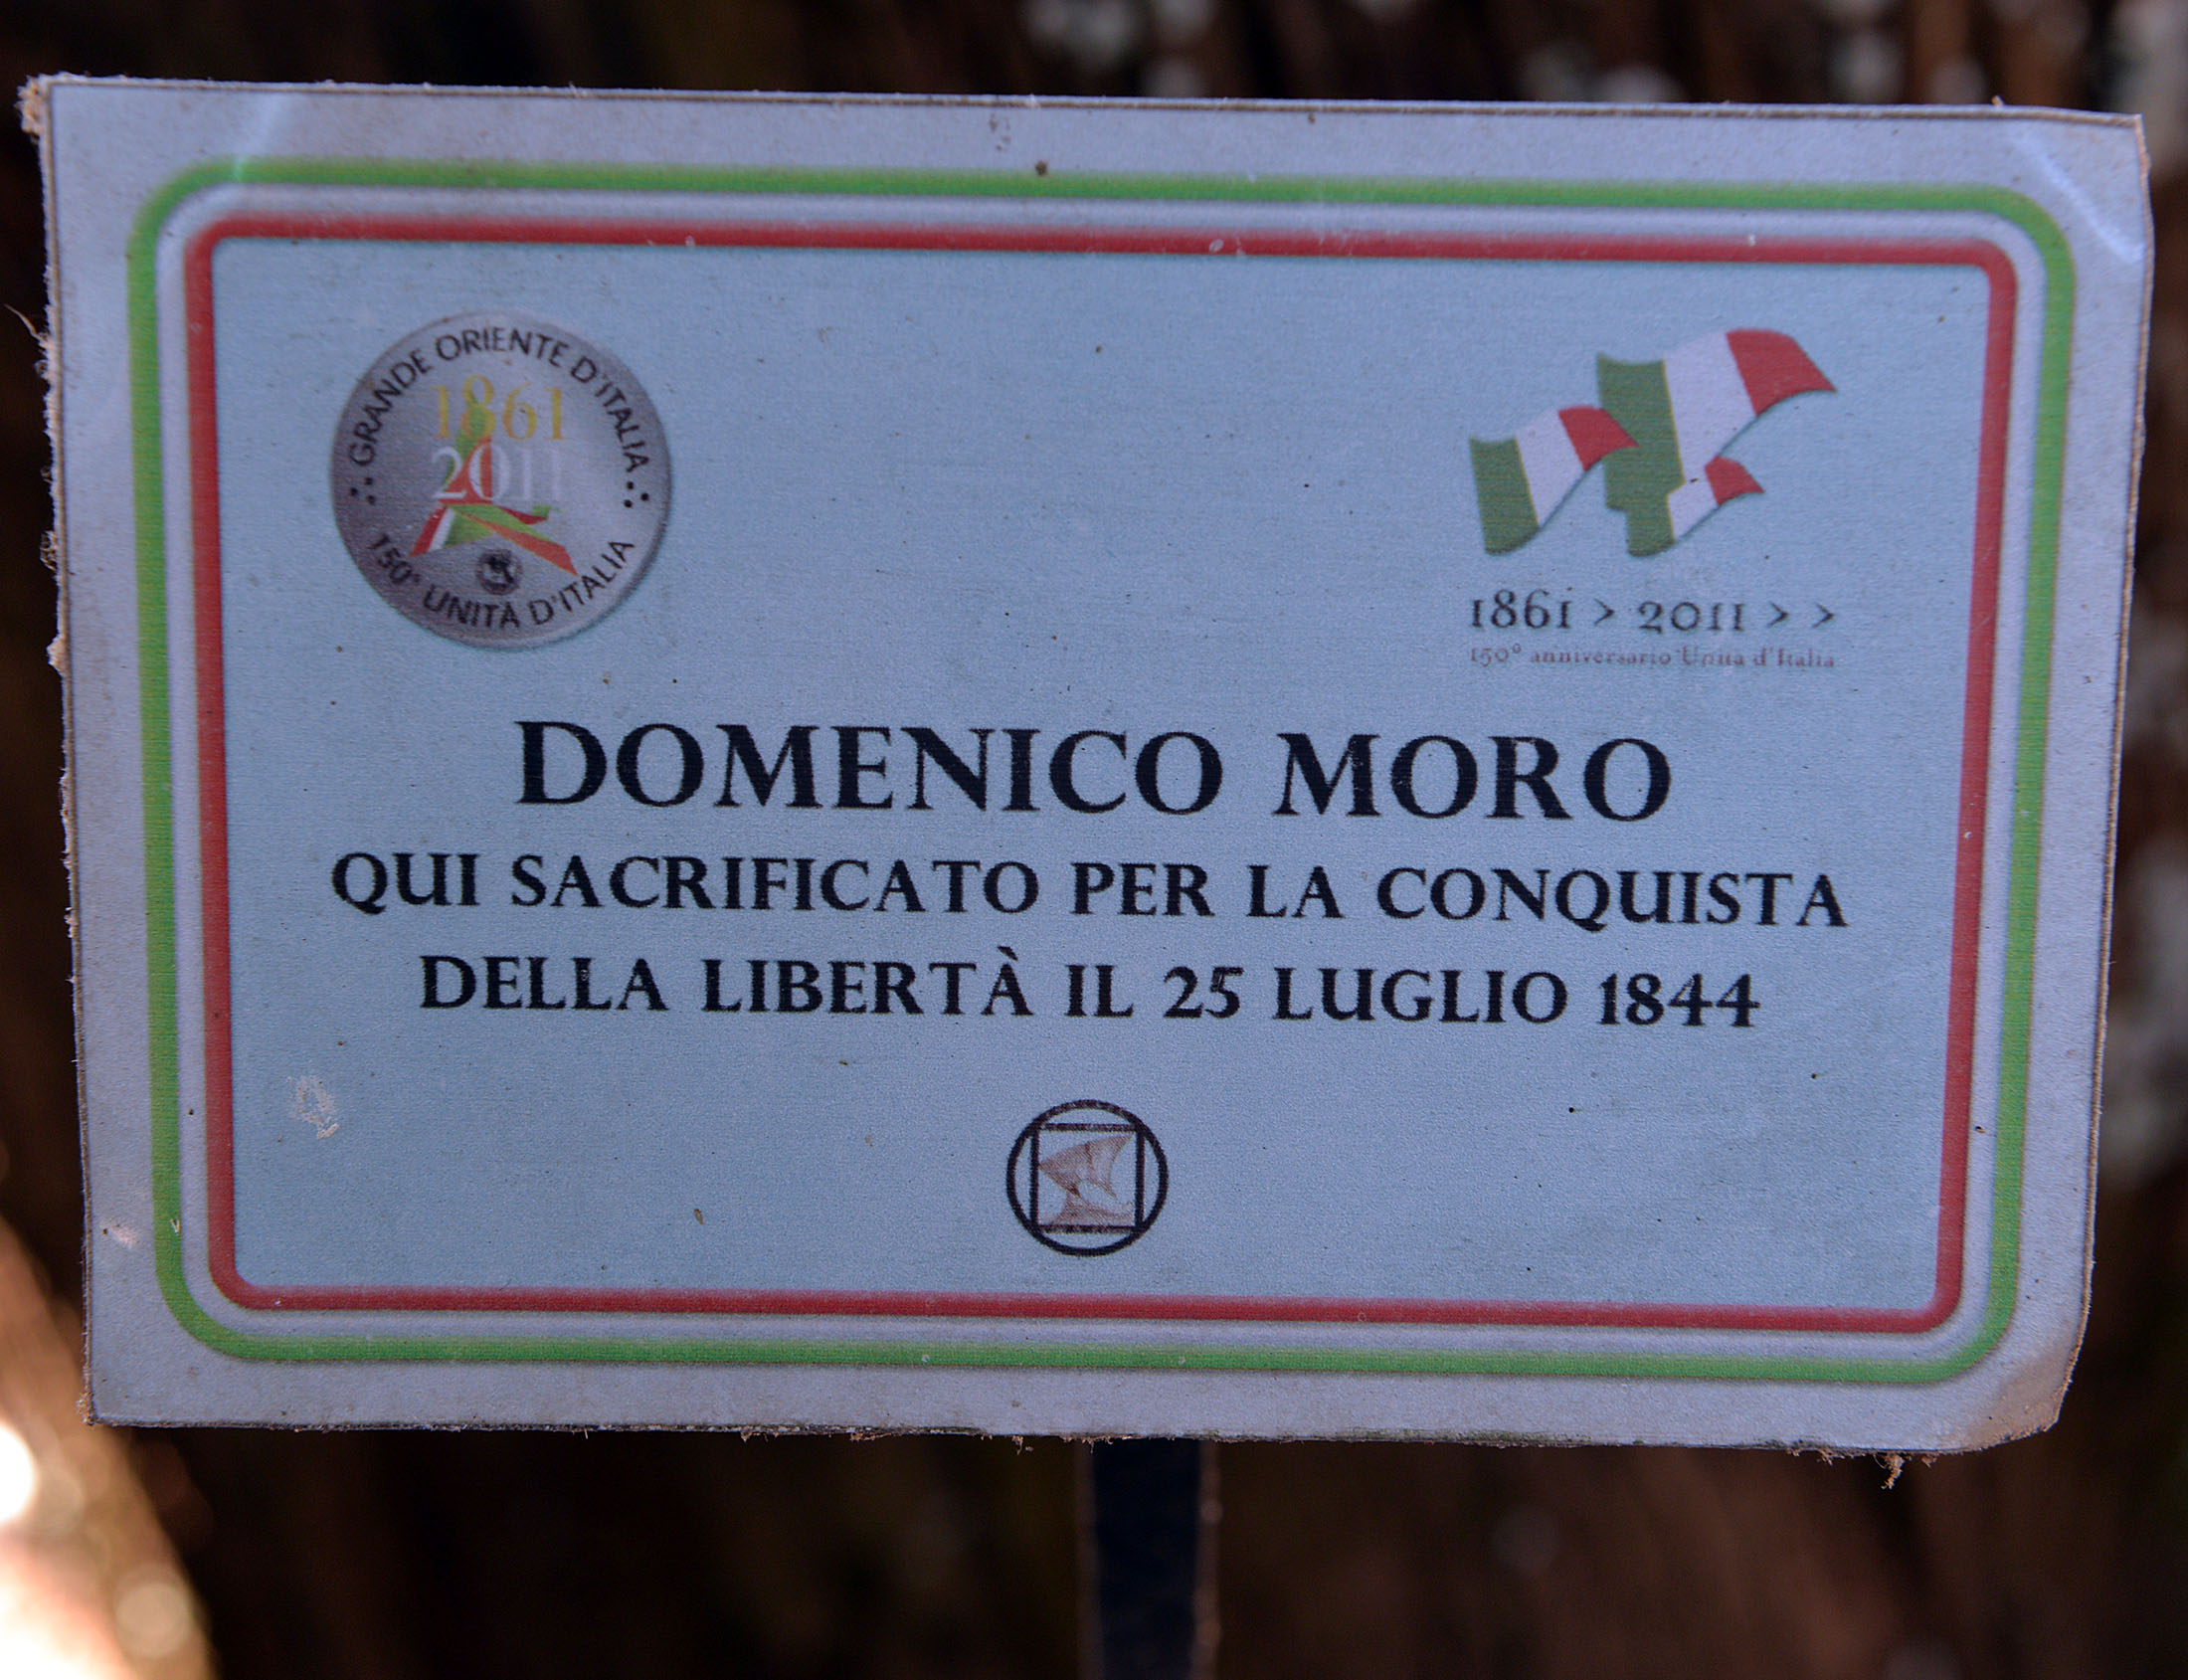 ∴ GRANDE ORIENTE D'ITALIA ∴
1861
2011
150° UNITÀ D'ITALIA
1861 > 2011 > >
150° anniversario Unità d'Italia
DOMENICO MORO
QUI SACRIFICATO PER LA CONQUISTA
DELLA LIBERTÀ IL 25 LUGLIO 1844